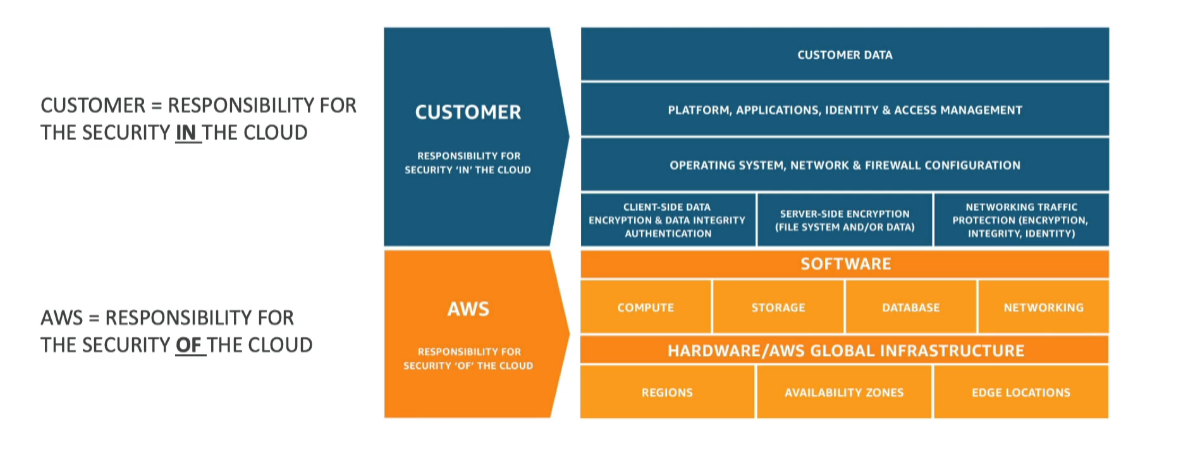 CUSTOMER = RESPONSIBILITY FOR
THE SECURITY IN THE CLOUD
CUSTOMER
RESPONSIBILITY FOR
SECURITY 'IN' THE CLOUD
CUSTOMER DATA
PLATFORM, APPLICATIONS, IDENTITY & ACCESS MANAGEMENT
OPERATING SYSTEM, NETWORK & FIREWALL CONFIGURATION
CLIENT-SIDE DATA
ENCRYPTION & DATA INTEGRITY
AUTHENTICATION
SERVER-SIDE ENCRYPTION
(FILE SYSTEM AND/OR DATA)
NETWORKING TRAFFIC
PROTECTION (ENCRYPTION,
INTEGRITY, IDENTITY)
AWS = RESPONSIBILITY FOR
THE SECURITY OF THE CLOUD
AWS
RESPONSIBILITY FOR
SECURITY 'OF' THE CLOUD
SOFTWARE
COMPUTE
STORAGE
DATABASE
NETWORKING
HARDWARE/AWS GLOBAL INFRASTRUCTURE
REGIONS
AVAILABILITY ZONES
EDGE LOCATIONS